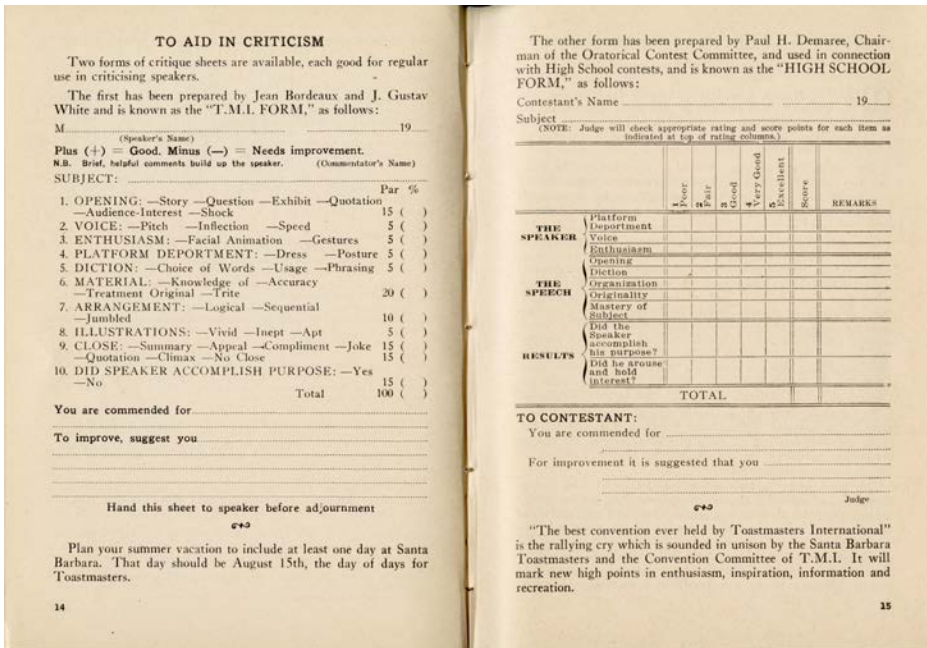 TO AID IN CRITICISM
Two forms of critique sheets are available, each good for regular
use in criticising speakers.
The first has been prepared by Jean Bordeaux and J. Gustav
White and is known as the "T.M.I. FORM," as follows:
M 19
(Speaker's Name)
Plus (+) = Good. Minus (—) = Needs improvement.
N.B. Brief, helpful comments build up the speaker. (Commentator's Name)
SUBJECT:
Par %
1. OPENING: —Story —Question —Exhibit —Quotation
—Audience-Interest —Shock 15 ( )
2. VOICE: —Pitch —Inflection —Speed 5 ( )
3. ENTHUSIASM: —Facial Animation —Gestures 5 ( )
4. PLATFORM DEPORTMENT: —Dress —Posture 5 ( )
5. DICTION: —Choice of Words —Usage —Phrasing 5 ( )
6. MATERIAL: —Knowledge of —Accuracy
—Treatment Original —Trite 20 ( )
7. ARRANGEMENT: —Logical —Sequential
—Jumbled 10 ( )
8. ILLUSTRATIONS: —Vivid —Inept —Apt 5 ( )
9. CLOSE: —Summary —Appeal —Compliment —Joke 15 ( )
—Quotation —Climax —No Close 15 ( )
10. DID SPEAKER ACCOMPLISH PURPOSE: —Yes
—No 15 ( )
Total 100 ( )
You are commended for
To improve, suggest you
Hand this sheet to speaker before adjournment
Plan your summer vacation to include at least one day at Santa
Barbara. That day should be August 15th, the day of days for
Toastmasters.
14
The other form has been prepared by Paul H. Demaree, Chair-
man of the Oratorical Contest Committee, and used in connection
with High School contests, and is known as the "HIGH SCHOOL
FORM," as follows:
Contestant's Name 19
Subject
(NOTE: Judge will check appropriate rating and score points for each item as
indicated at top of rating columns.)
1 Poor
2 Fair
3 Good
4 Very Good
5 Excellent
Score
REMARKS
THE SPEAKER
Platform
Deportment
Voice
Enthusiasm
THE SPEECH
Opening
Diction
Organization
Originality
Mastery of
Subject
RESULTS
Did the
Speaker
accomplish
his purpose?
Did he arouse
and hold
interest?
TOTAL
TO CONTESTANT:
You are commended for
For improvement it is suggested that you
Judge
"The best convention ever held by Toastmasters International"
is the rallying cry which is sounded in unison by the Santa Barbara
Toastmasters and the Convention Committee of T.M.I. It will
mark new high points in enthusiasm, inspiration, information and
recreation.
15